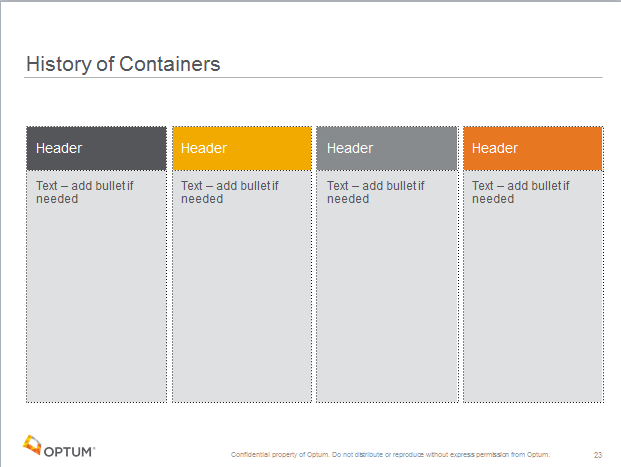 History of Containers
Header
Header
Header
Header
Text – add bullet if
needed
Text – add bullet if
needed
Text – add bullet if
needed
Text – add bullet if
needed
OPTUM®
Confidential property of Optum. Do not distribute or reproduce without express permission from Optum.
23